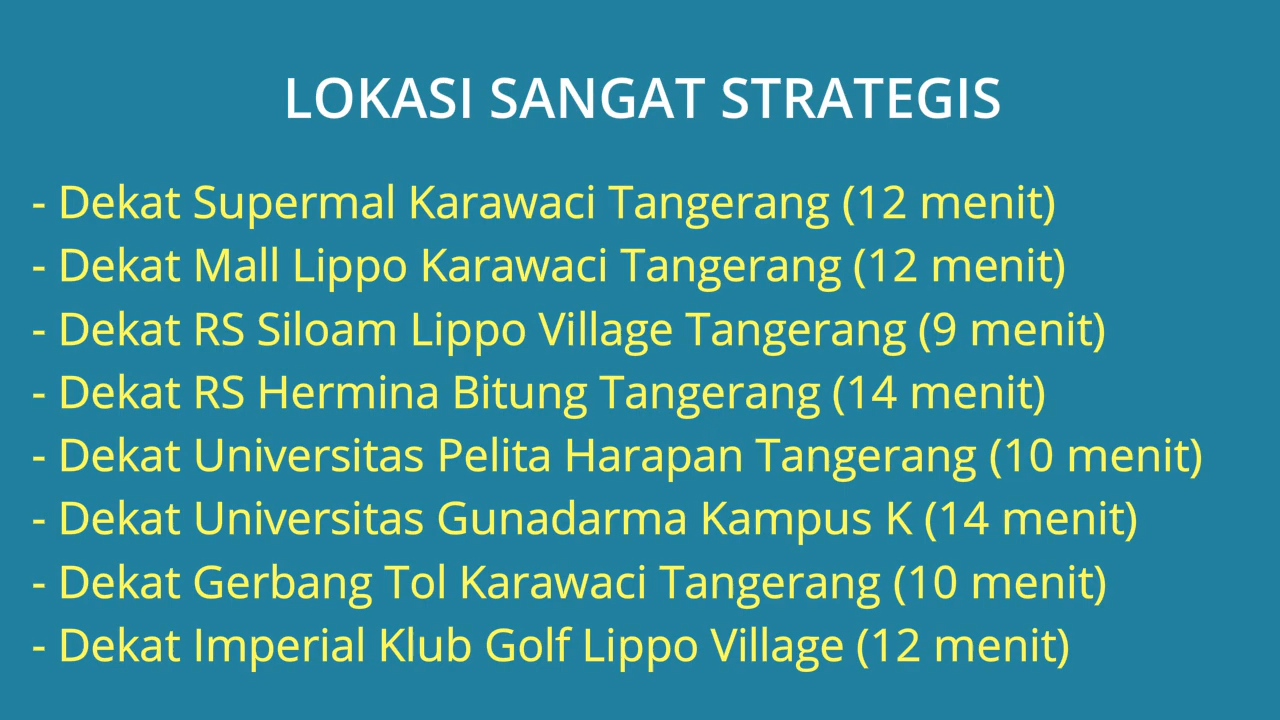 LOKASI SANGAT STRATEGIS
- Dekat Supermal Karawaci Tangerang (12 menit)
- Dekat Mall Lippo Karawaci Tangerang (12 menit)
- Dekat RS Siloam Lippo Village Tangerang (9 menit)
- Dekat RS Hermina Bitung Tangerang (14 menit)
- Dekat Universitas Pelita Harapan Tangerang (10 menit)
- Dekat Universitas Gunadarma Kampus K (14 menit)
- Dekat Gerbang Tol Karawaci Tangerang (10 menit)
- Dekat Imperial Klub Golf Lippo Village (12 menit)